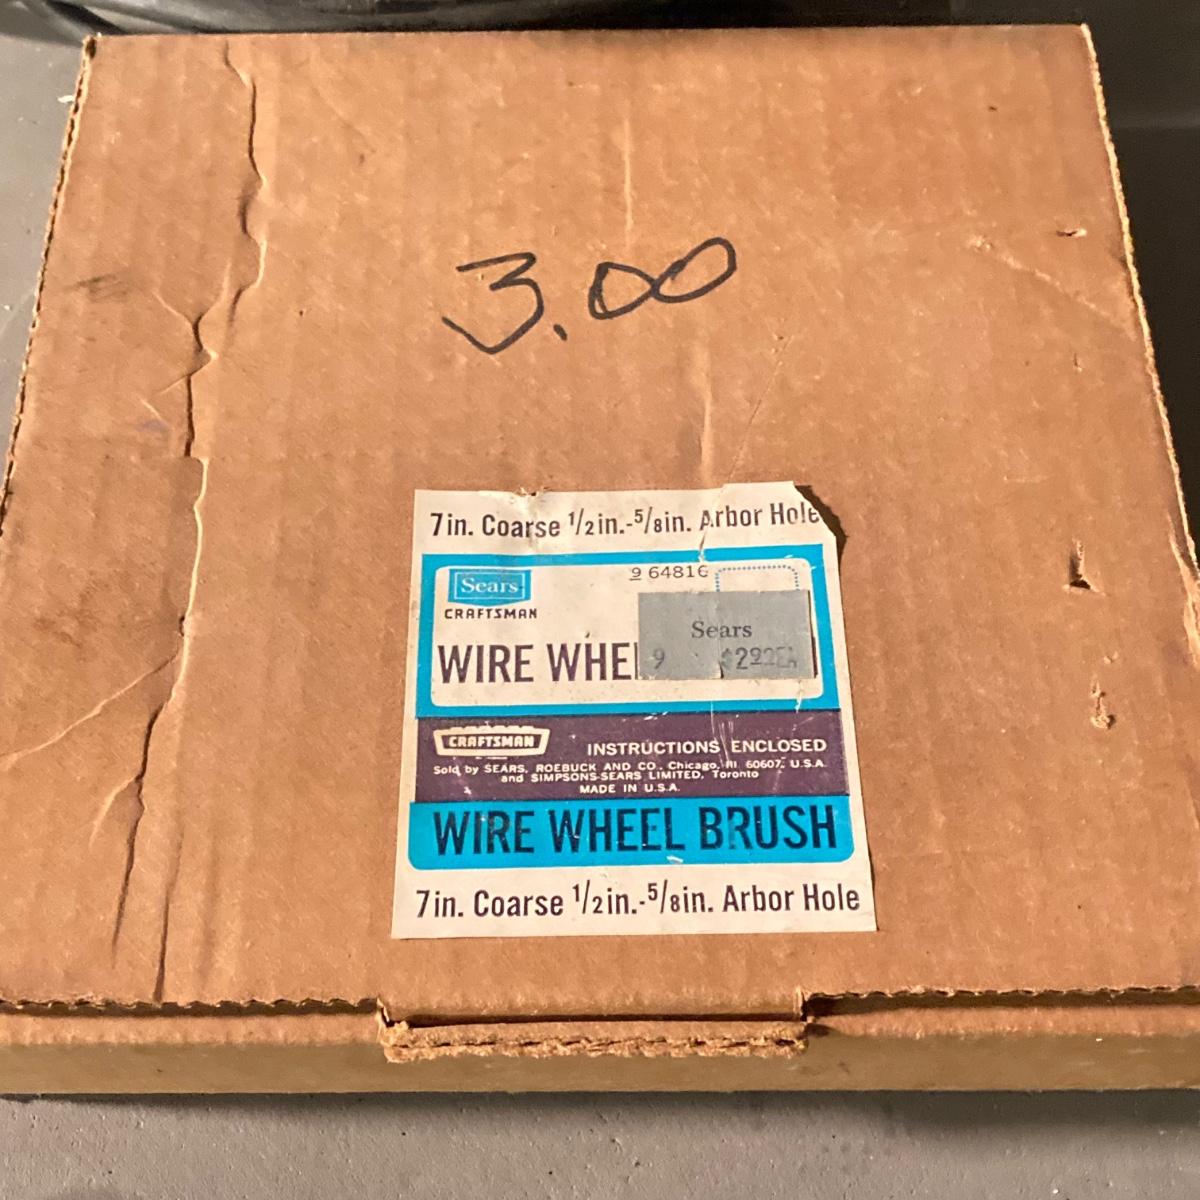 3.00
7in. Coarse 1/2in.-5/8in. Arbor Hole
Sears
9 64816
CRAFTSMAN
Sears
WIRE
9 $2
CRAFTSMAN
INSTRUCTIONS ENCLOSED
Sold by SEARS, ROEBUCK AND CO., Chicago, Ill. 60607, U.S.A.
and SIMPSONS-SEARS LIMITED, Toronto
MADE IN U.S.A.
WIRE WHEEL BRUSH
7in. Coarse 1/2in.-5/8in. Arbor Hole